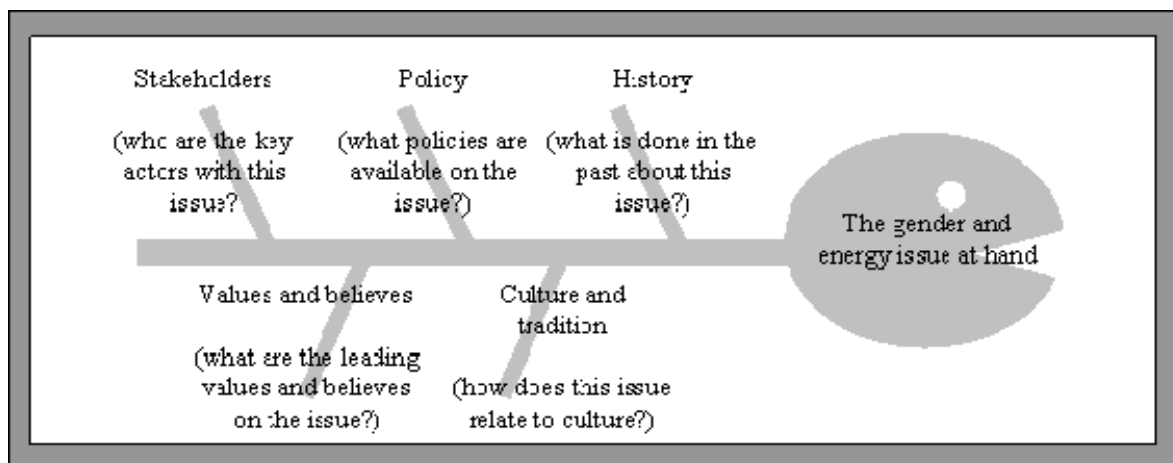 Stakeholders
(who are the key
actors with this
issue?
Policy
(what policies are
available on the
issue?)
History
(what is done in the
past about this
issue?)
The gender and
energy issue at hand
Values and believes
(what are the leading
values and believes
on the issue?)
Culture and
tradition
(how does this issue
relate to culture?)